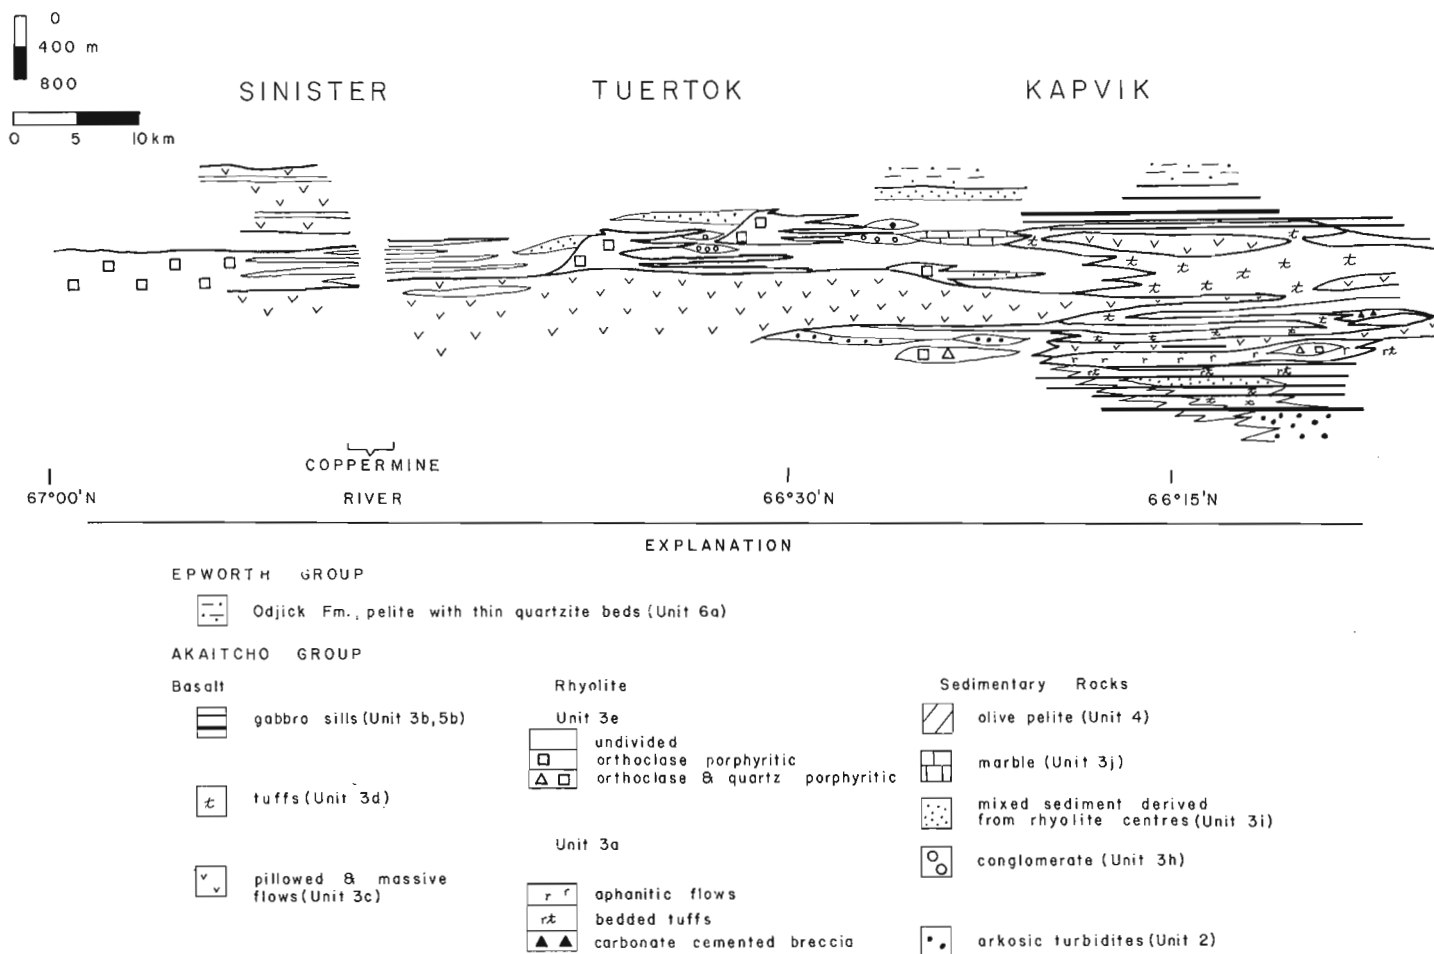 0
400 m
800
0 5 10 km
SINISTER TUERTOK KAPVIK
COPPERMINE
67°00'N RIVER 66°30'N 66°15'N
EXPLANATION
EPWORTH GROUP
Odjick Fm., pelite with thin quartzite beds (Unit 6a)
AKAITCHO GROUP
Basalt
gabbro sills (Unit 3b, 5b)
t tuffs (Unit 3d)
v v pillowed & massive
flows (Unit 3c)
Rhyolite
Unit 3e
undivided
orthoclase porphyritic
orthoclase & quartz porphyritic
Unit 3a
r r aphanitic flows
rt bedded tuffs
carbonate cemented breccia
Sedimentary Rocks
olive pelite (Unit 4)
marble (Unit 3j)
mixed sediment derived
from rhyolite centres (Unit 3i)
conglomerate (Unit 3h)
arkosic turbidites (Unit 2)